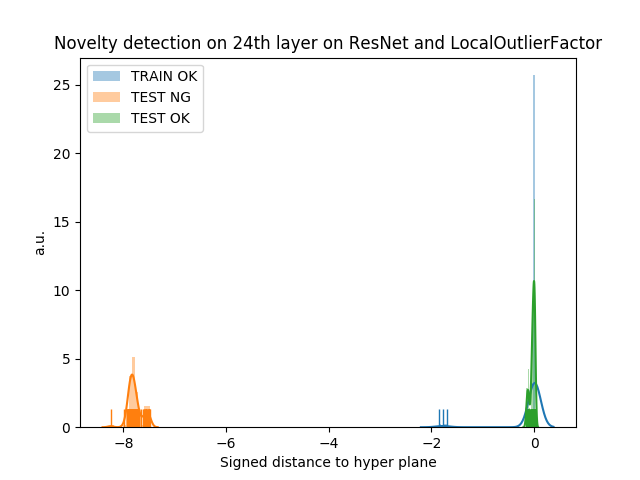 Novelty detection on 24th layer on ResNet and LocalOutlierFactor
TRAIN OK
TEST NG
TEST OK
25
20
15
10
5
0
a.u.
−8
−6
−4
−2
0
Signed distance to hyper plane